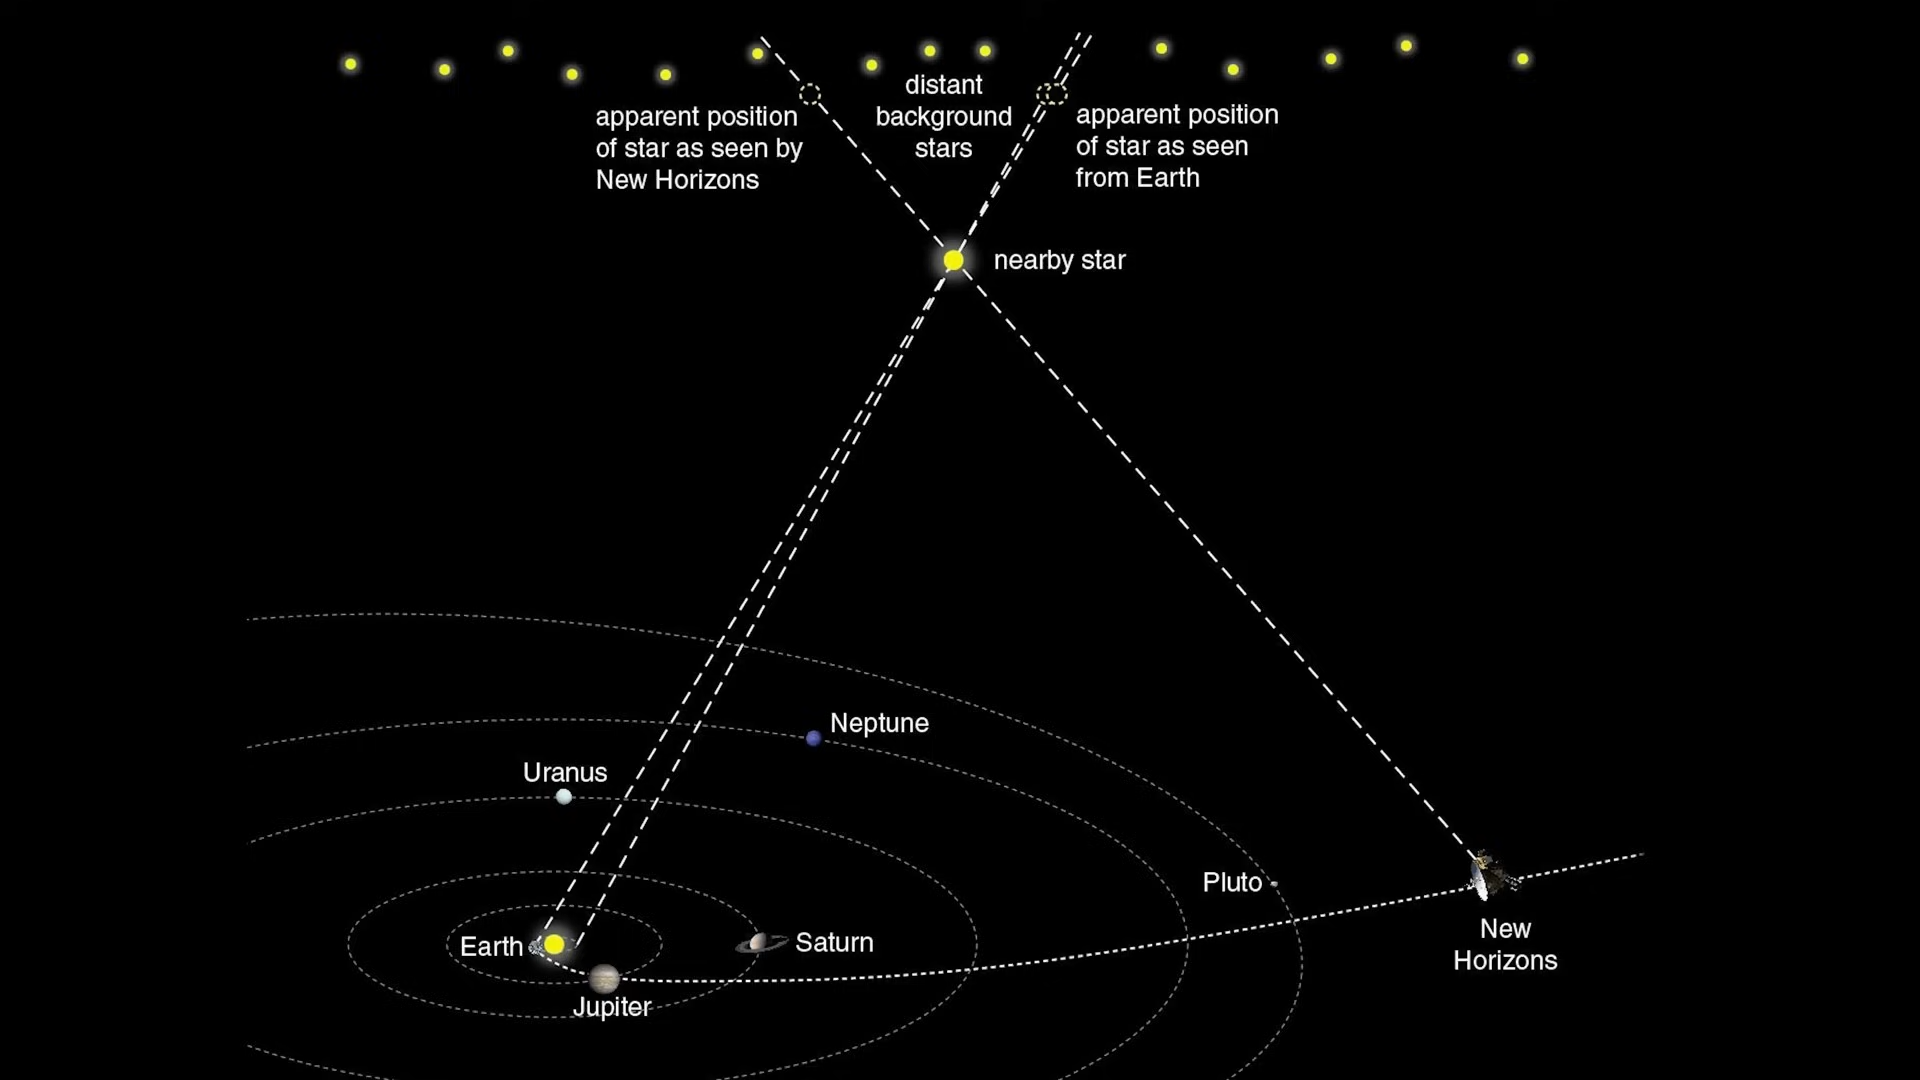 distant
background
stars
apparent position
of star as seen by
New Horizons
apparent position
of star as seen
from Earth
nearby star
Neptune
Uranus
Pluto
Earth
Saturn
Jupiter
New
Horizons